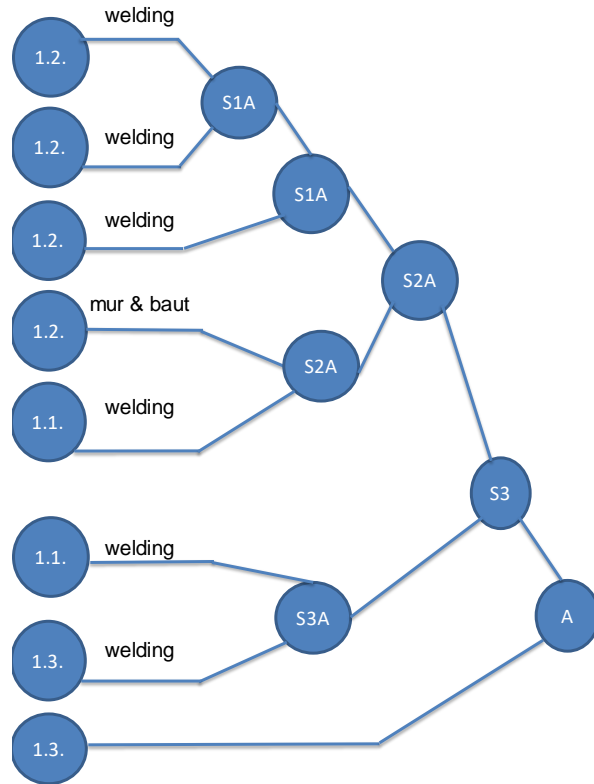 welding
1.2.
S1A
welding
1.2.
S1A
welding
1.2.
S2A
mur & baut
1.2.
S2A
welding
1.1.
S3
welding
1.1.
S3A
A
welding
1.3.
1.3.